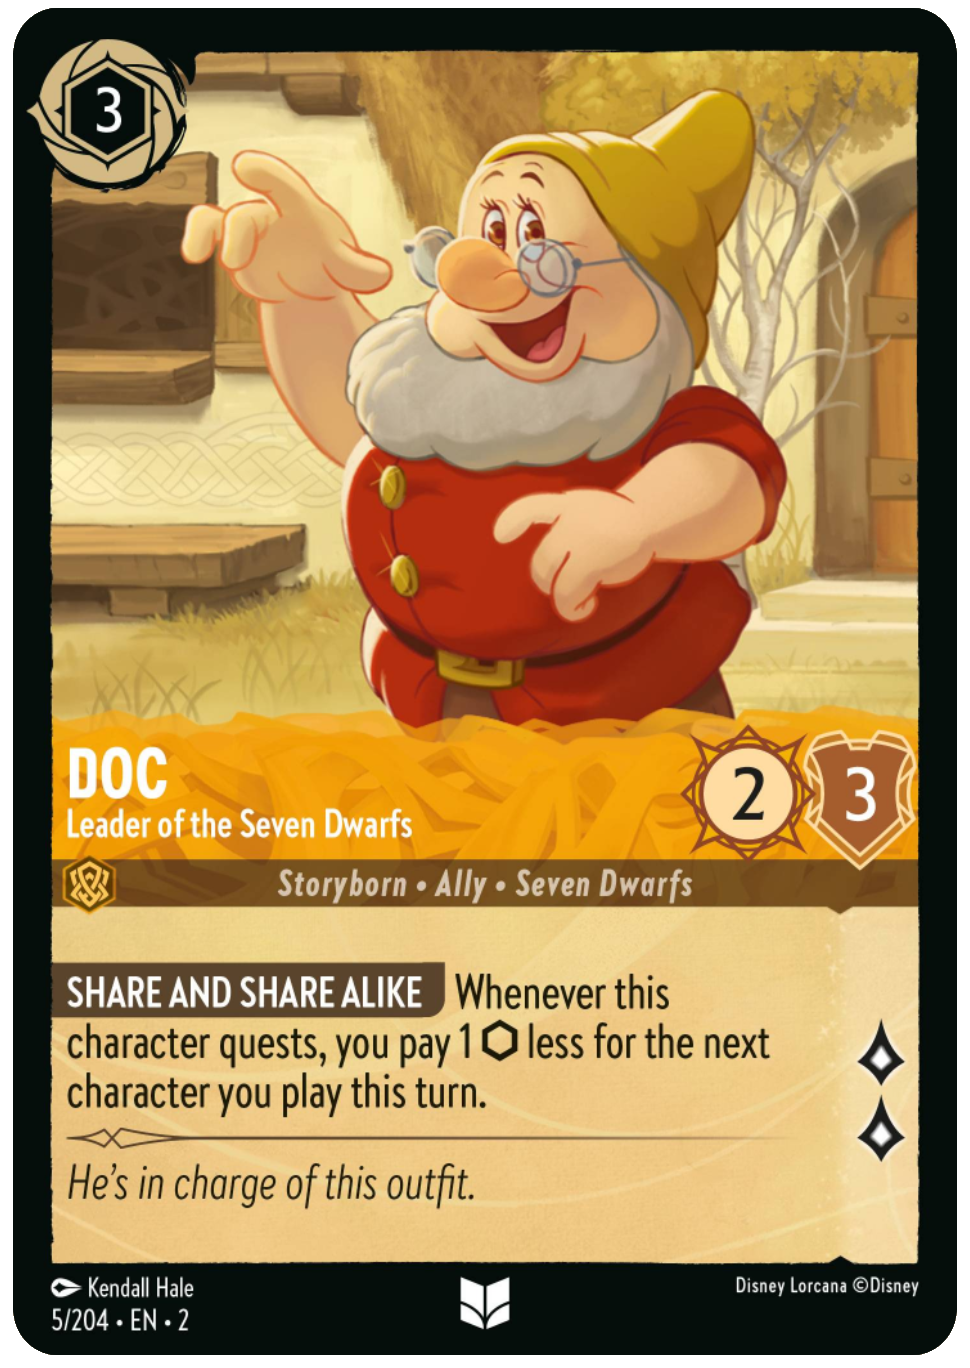 3
DOC
Leader of the Seven Dwarfs
2
3
Storyborn • Ally • Seven Dwarfs
SHARE AND SHARE ALIKE Whenever this
character quests, you pay 1 ⬡ less for the next
character you play this turn.
He's in charge of this outfit.
Kendall Hale
5/204 • EN • 2
Disney Lorcana ©Disney